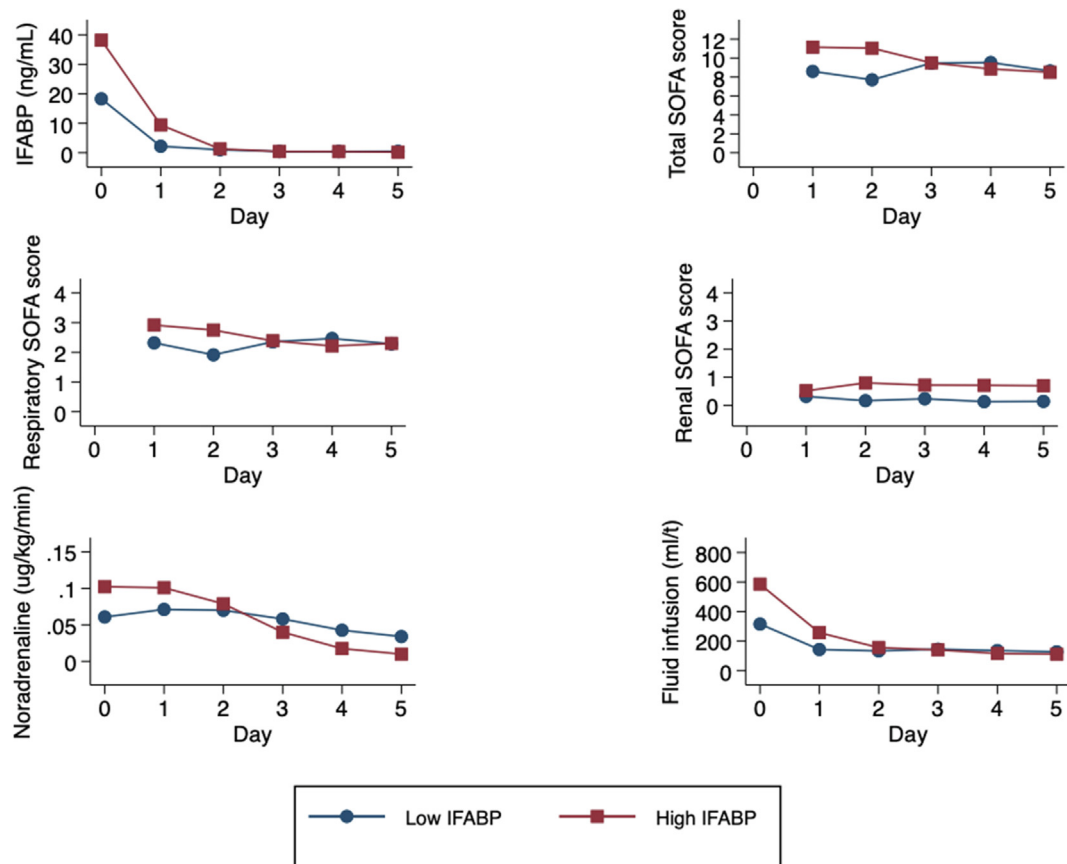 IFABP (ng/mL)
40
30
20
10
0
0 1 2 3 4 5
Day
Total SOFA score
12
10
8
6
4
2
0
0 1 2 3 4 5
Day
Respiratory SOFA score
4
3
2
1
0
0 1 2 3 4 5
Day
Renal SOFA score
4
3
2
1
0
0 1 2 3 4 5
Day
Noradrenaline (ug/kg/min)
.15
.1
.05
0
0 1 2 3 4 5
Day
Fluid infusion (ml/t)
800
600
400
200
0
0 1 2 3 4 5
Day
Low IFABP High IFABP